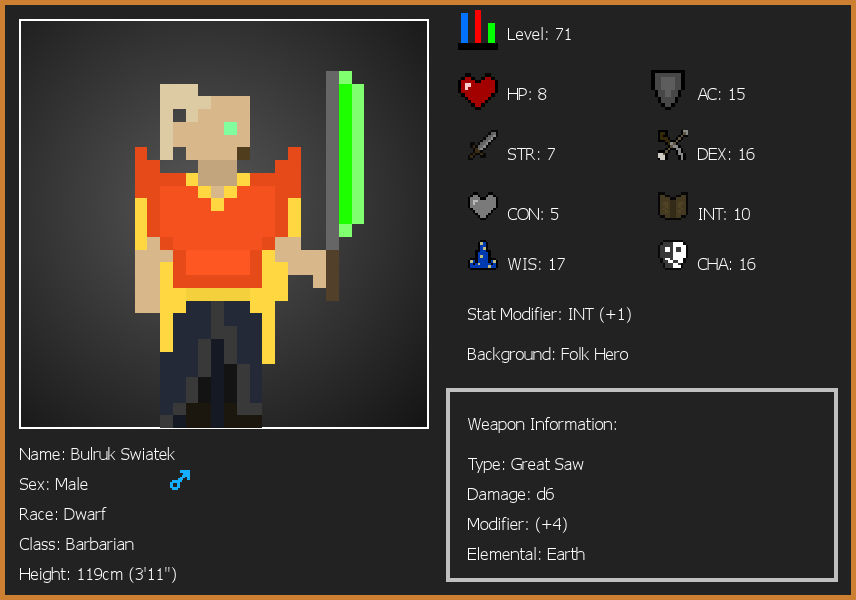 Level: 71
HP: 8
AC: 15
STR: 7
DEX: 16
CON: 5
INT: 10
WIS: 17
CHA: 16
Stat Modifier: INT (+1)
Background: Folk Hero
Weapon Information:
Type: Great Saw
Damage: d6
Modifier: (+4)
Elemental: Earth
Name: Bulruk Swiatek
Sex: Male
Race: Dwarf
Class: Barbarian
Height: 119cm (3'11")